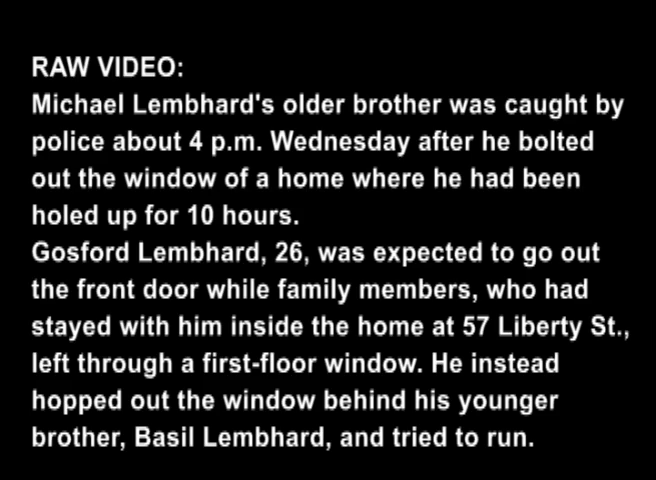 RAW VIDEO:
Michael Lembhard's older brother was caught by
police about 4 p.m. Wednesday after he bolted
out the window of a home where he had been
holed up for 10 hours.
Gosford Lembhard, 26, was expected to go out
the front door while family members, who had
stayed with him inside the home at 57 Liberty St.,
left through a first-floor window. He instead
hopped out the window behind his younger
brother, Basil Lembhard, and tried to run.